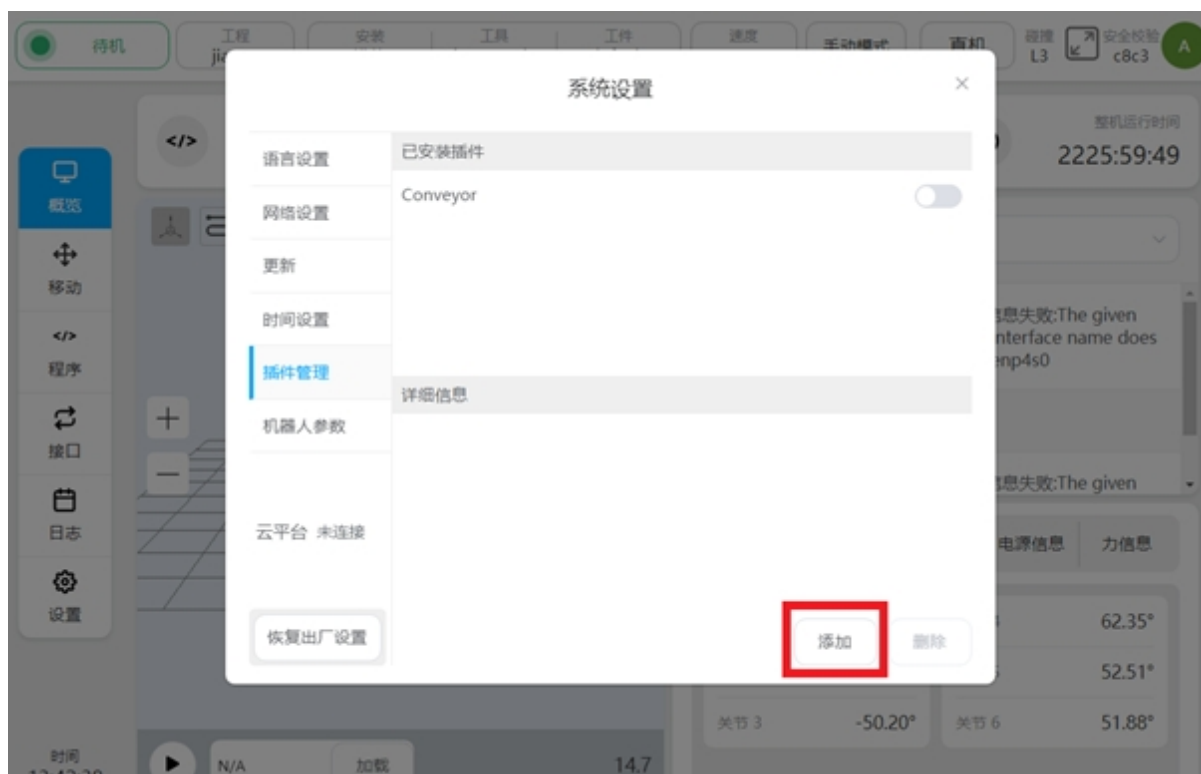 待机
工程
安装
工具
工件
速度
手动模式
真机
碰撞
L3
安全校验
c8c3
A
系统设置
×
整机运行时间
2225:59:49
</>
概览
移动
</>
程序
接口
日志
设置
语言设置
网络设置
更新
时间设置
插件管理
机器人参数
云平台 未连接
恢复出厂设置
已安装插件
Conveyor
详细信息
添加
删除
息失败:The given
nterface name does
enp4s0
息失败:The given
电源信息
力信息
62.35°
52.51°
关节 3
-50.20°
关节 6
51.88°
时间
N/A
加载
14.7